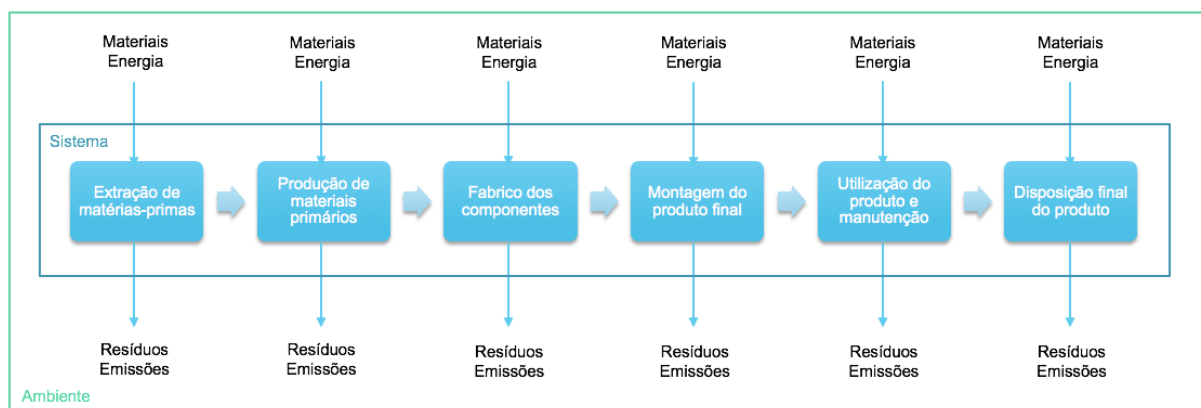 Materiais
Energia
Materiais
Energia
Materiais
Energia
Materiais
Energia
Materiais
Energia
Materiais
Energia
Sistema
Extração de
matérias-primas
Produção de
materiais
primários
Fabrico dos
componentes
Montagem do
produto final
Utilização do
produto e
manutenção
Disposição final
do produto
Resíduos
Emissões
Resíduos
Emissões
Resíduos
Emissões
Resíduos
Emissões
Resíduos
Emissões
Resíduos
Emissões
Ambiente